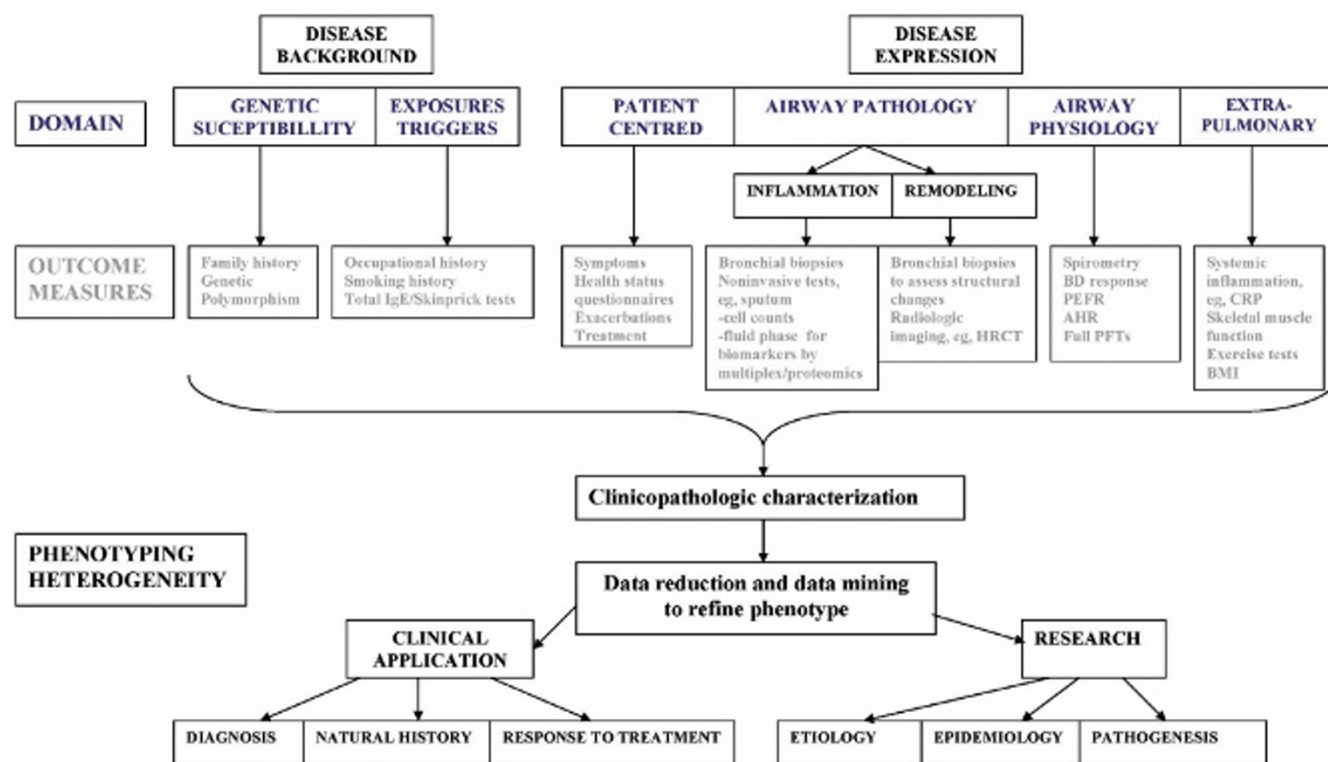 DISEASE
BACKGROUND
DISEASE
EXPRESSION
DOMAIN
GENETIC
SUCEPTIBILLITY
EXPOSURES
TRIGGERS
PATIENT
CENTRED
AIRWAY PATHOLOGY
AIRWAY
PHYSIOLOGY
EXTRA-
PULMONARY
INFLAMMATION
REMODELING
OUTCOME
MEASURES
Family history
Genetic
Polymorphism
Occupational history
Smoking history
Total IgE/Skinprick tests
Symptoms
Health status
questionnaires
Exacerbations
Treatment
Bronchial biopsies
Noninvasive tests,
eg, sputum
-cell counts
-fluid phase for
biomarkers by
multiplex/proteomics
Bronchial biopsies
to assess structural
changes
Radiologic
imaging, eg, HRCT
Spirometry
BD response
PEFR
AHR
Full PFTs
Systemic
inflammation,
eg, CRP
Skeletal muscle
function
Exercise tests
BMI
Clinicopathologic characterization
PHENOTYPING
HETEROGENEITY
Data reduction and data mining
to refine phenotype
CLINICAL
APPLICATION
RESEARCH
DIAGNOSIS
NATURAL HISTORY
RESPONSE TO TREATMENT
ETIOLOGY
EPIDEMIOLOGY
PATHOGENESIS